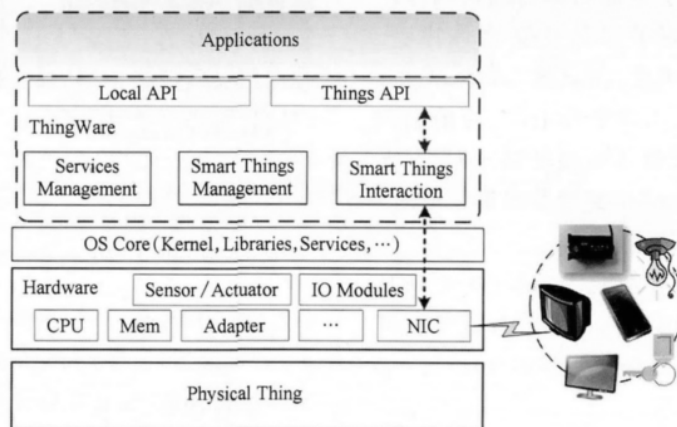 Applications
Local API
Things API
ThingWare
Services
Management
Smart Things
Management
Smart Things
Interaction
OS Core(Kernel,Libraries,Services,…)
Hardware
Sensor/Actuator
IO Modules
CPU
Mem
Adapter
…
NIC
Physical Thing